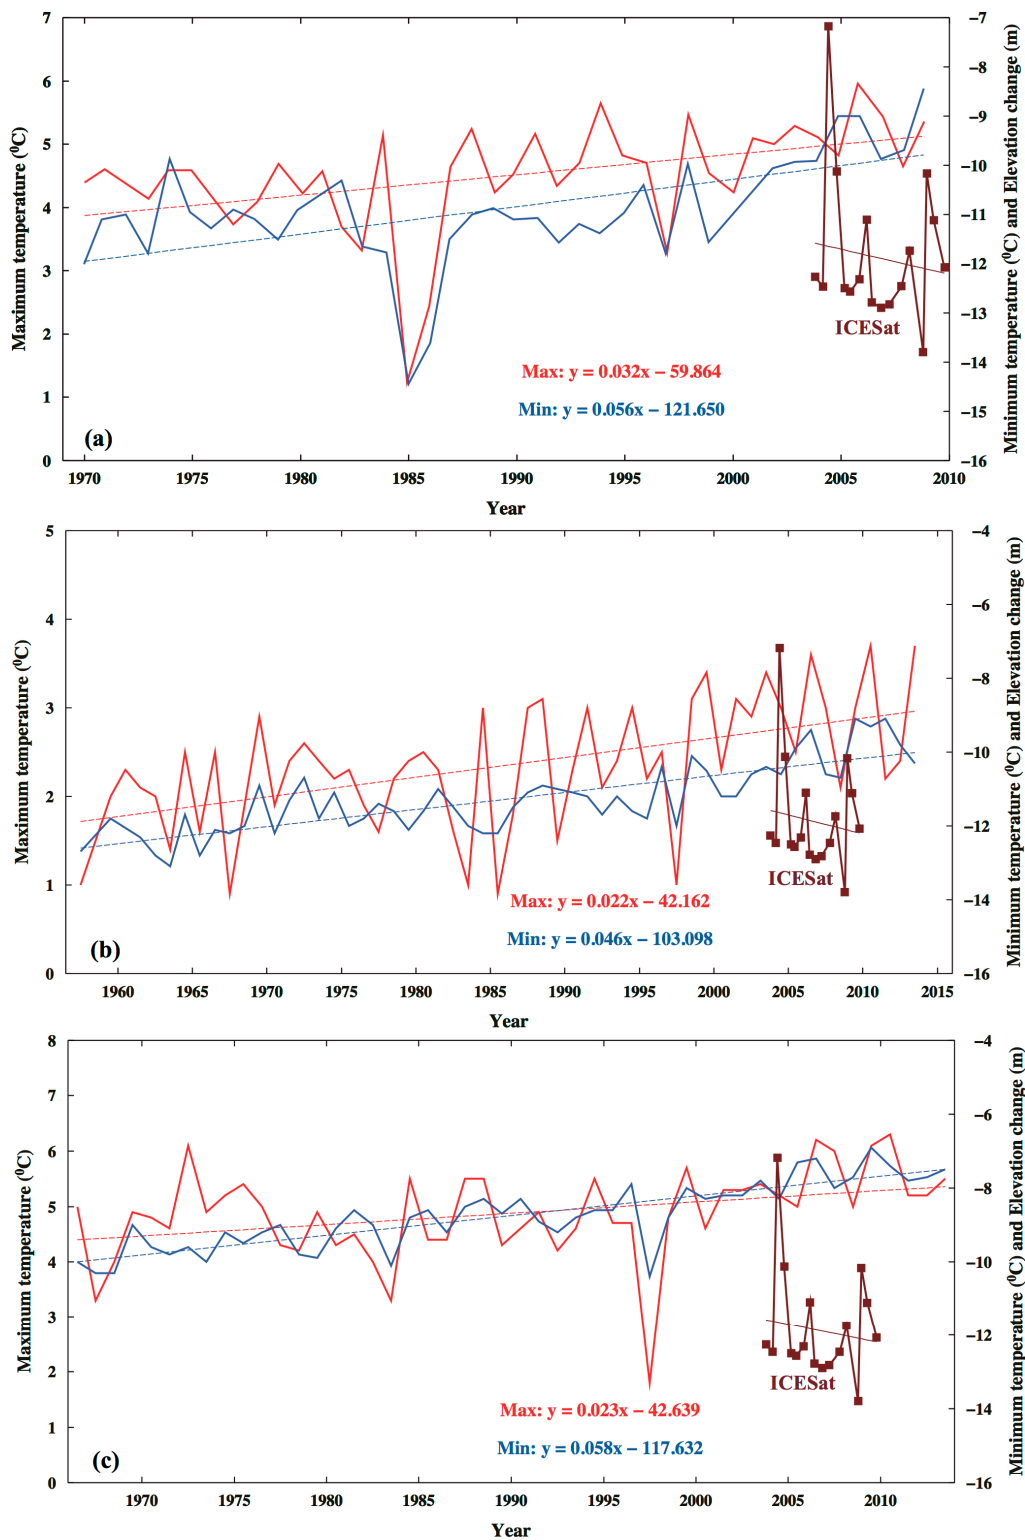 7
6
5
4
3
2
1
0
Maximum temperature (⁰C)
−7
−8
−9
−10
−11
−12
−13
−14
−15
−16
Minimum temperature (⁰C) and Elevation change (m)
ICESat
Max: y = 0.032x − 59.864
Min: y = 0.056x − 121.650
(a)
1970 1975 1980 1985 1990 1995 2000 2005 2010
Year
5
4
3
2
1
0
Maximum temperature (⁰C)
−4
−6
−8
−10
−12
−14
−16
Minimum temperature (⁰C) and Elevation change (m)
ICESat
Max: y = 0.022x − 42.162
Min: y = 0.046x − 103.098
(b)
1960 1965 1970 1975 1980 1985 1990 1995 2000 2005 2010 2015
Year
8
7
6
5
4
3
2
1
0
Maximum temperature (⁰C)
−4
−6
−8
−10
−12
−14
−16
Minimum temperature (⁰C) and Elevation change (m)
ICESat
Max: y = 0.023x − 42.639
Min: y = 0.058x − 117.632
(c)
1970 1975 1980 1985 1990 1995 2000 2005 2010
Year